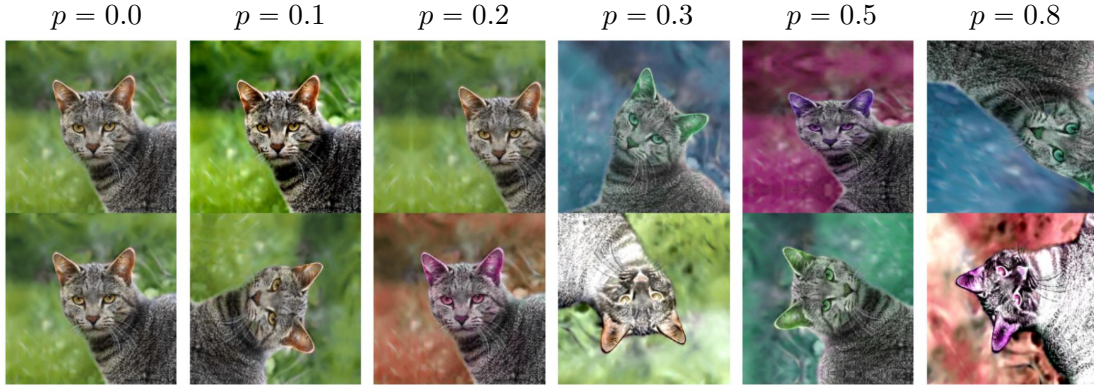 p = 0.0 p = 0.1 p = 0.2 p = 0.3 p = 0.5 p = 0.8